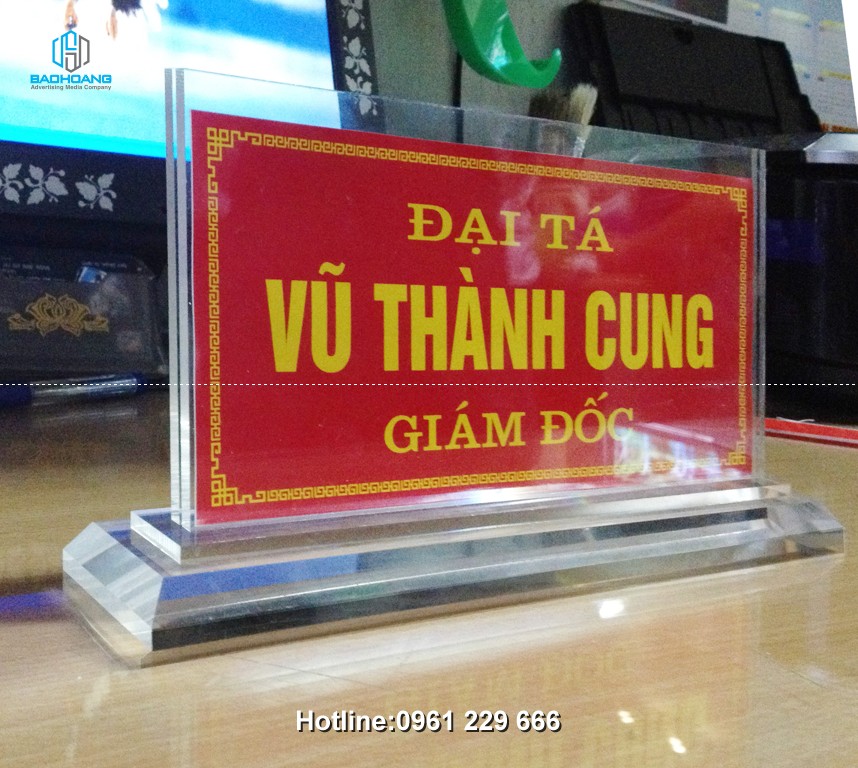 BAOHOANG
Advertising Media Company
ĐẠI TÁ
VŨ THÀNH CUNG
GIÁM ĐỐC
Hotline:0961 229 666